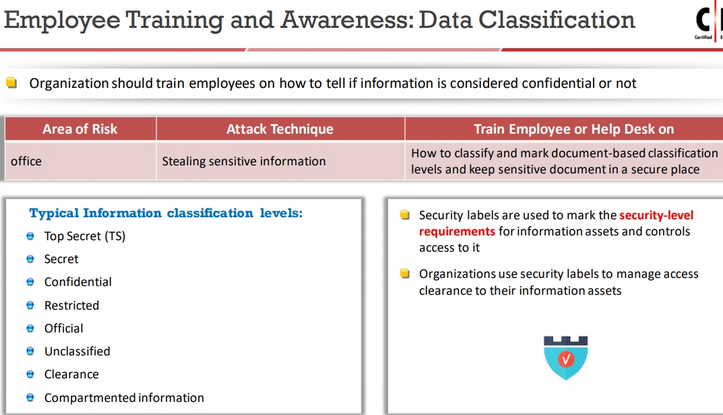 Employee Training and Awareness: Data Classification
C
Certified
Organization should train employees on how to tell if information is considered confidential or not
Area of Risk
Attack Technique
Train Employee or Help Desk on
office
Stealing sensitive information
How to classify and mark document-based classification
levels and keep sensitive document in a secure place
Typical Information classification levels:
Top Secret (TS)
Secret
Confidential
Restricted
Official
Unclassified
Clearance
Compartmented information
Security labels are used to mark the security-level
requirements for information assets and controls
access to it
Organizations use security labels to manage access
clearance to their information assets